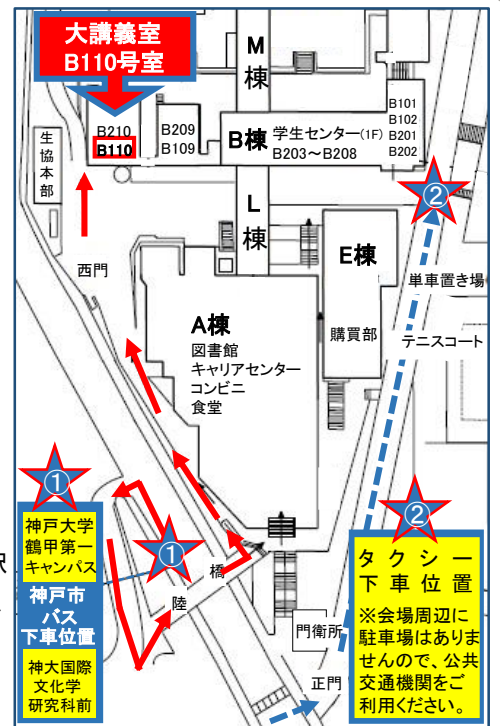 大講義室
B110号室
M
棟
B210
B110
B209
B109
B棟 学生センター(1F)
B203～B208
B101
B102
B201
B202
生協本部
②
L
棟
E棟
西門
単車置き場
A棟
図書館
キャリアセンター
コンビニ
食堂
購買部
テニスコート
①
神戸大学
鶴甲第一
キャンパス
神戸市
バス
下車位置
神大国際
文化学
研究科前
駅
①
橋
陸
②
タクシー
下車位置
※会場周辺に
駐車場はありま
せんので、公共
交通機関をご
利用ください。
門衛所
正門